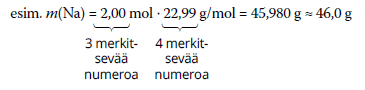 esim. m(Na) = 2,00 mol · 22,99 g/mol = 45,980 g ≈ 46,0 g
3 merkit- 4 merkit-
sevää sevää
numeroa numeroa